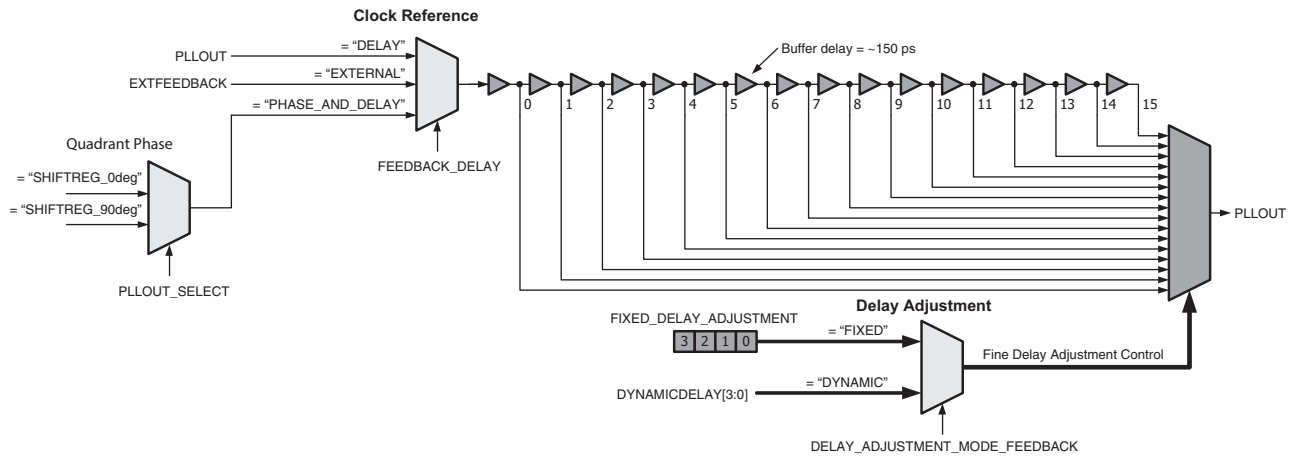 Clock Reference
PLLOUT
= “DELAY”
EXTFEEDBACK
= “EXTERNAL”
= “PHASE_AND_DELAY”
Buffer delay = ~150 ps
0 1 2 3 4 5 6 7 8 9 10 11 12 13 14 15
Quadrant Phase
FEEDBACK_DELAY
= “SHIFTREG_0deg”
= “SHIFTREG_90deg”
PLLOUT
PLLOUT_SELECT
Delay Adjustment
FIXED_DELAY_ADJUSTMENT
3 2 1 0
= “FIXED”
Fine Delay Adjustment Control
DYNAMICDELAY[3:0]
= “DYNAMIC”
DELAY_ADJUSTMENT_MODE_FEEDBACK